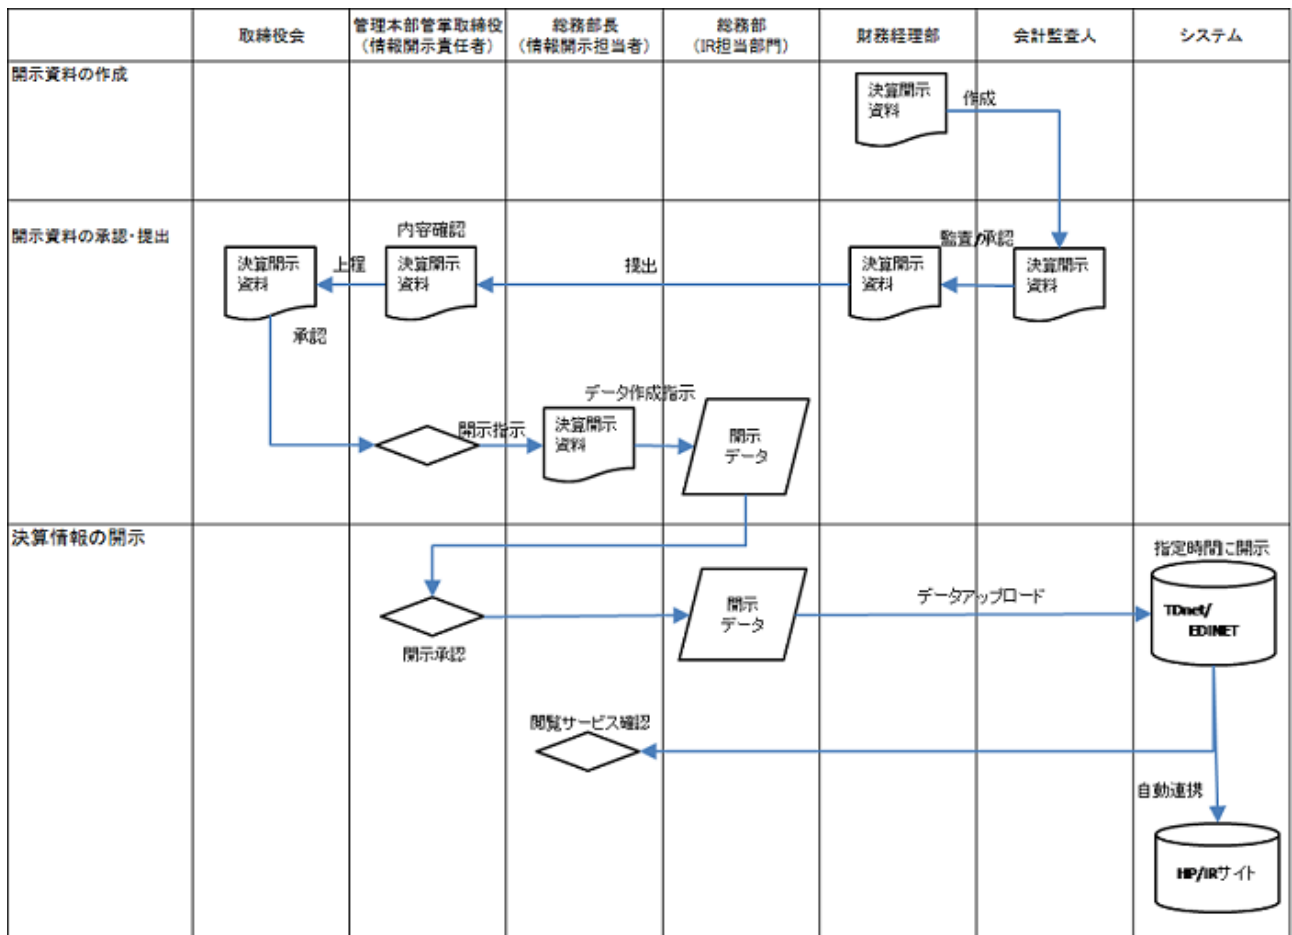 取締役会
管理本部管掌取締役
（情報開示責任者）
総務部長
（情報開示担当者）
総務部
（IR担当部門）
財務経理部
会計監査人
システム
開示資料の作成
決算開示
資料
作成
開示資料の承認・提出
内容確認
監査/承認
決算開示
資料
上程
決算開示
資料
提出
決算開示
資料
決算開示
資料
承認
データ作成指示
開示指示
決算開示
資料
開示
データ
決算情報の開示
指定時間に開示
開示
データ
データアップロード
TDnet/
EDINET
開示承認
閲覧サービス確認
自動連携
HP/IRサイト